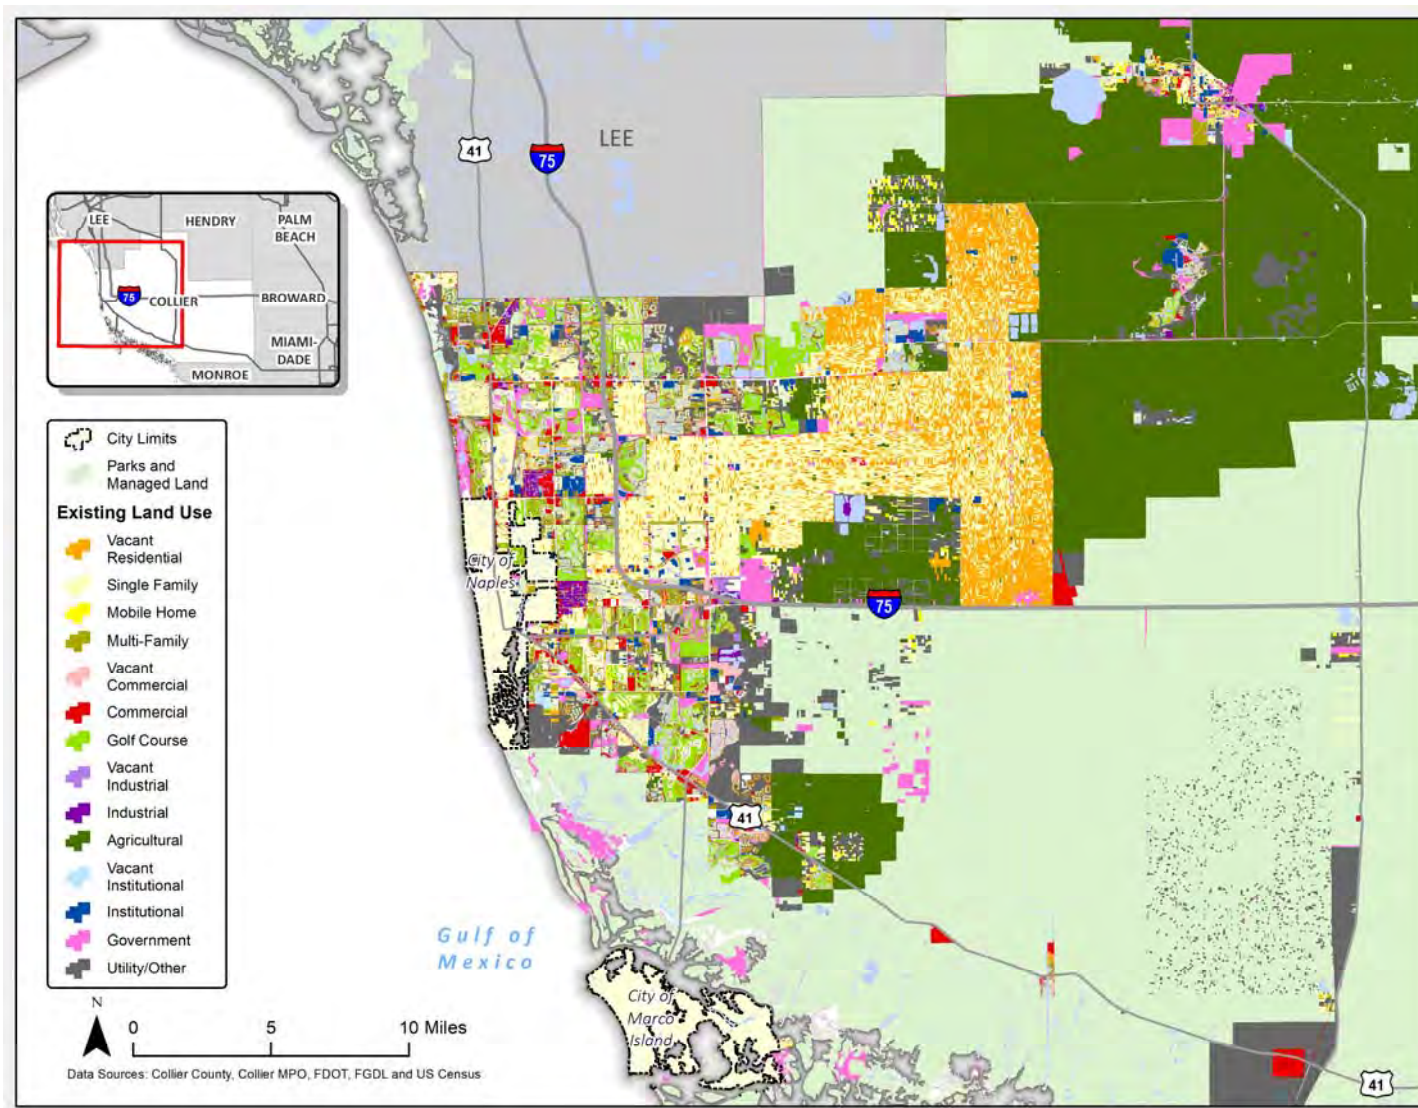 41
75
LEE
LEE
HENDRY
PALM
BEACH
75
COLLIER
BROWARD
MIAMI-
DADE
MONROE
City Limits
Parks and
Managed Land
Existing Land Use
Vacant
Residential
Single Family
Mobile Home
Multi-Family
Vacant
Commercial
Commercial
Golf Course
Vacant
Industrial
Industrial
Agricultural
Vacant
Institutional
Institutional
Government
Utility/Other
City of
Naples
75
41
Gulf of
Mexico
City of
Marco
Island
41
N
0 5 10 Miles
Data Sources: Collier County, Collier MPO, FDOT, FGDL and US Census